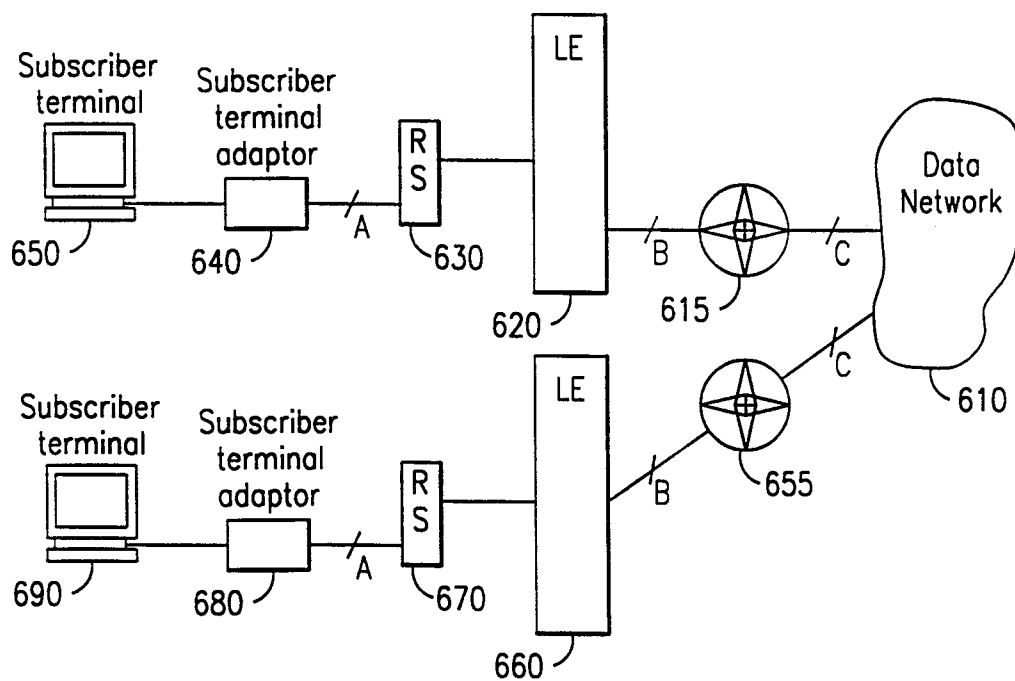 Subscriber
terminal
650
Subscriber
terminal
adaptor
640
A
R
S
630
LE
620
B
615
C
Data
Network
610
Subscriber
terminal
690
Subscriber
terminal
adaptor
680
A
R
S
670
LE
660
B
655
C